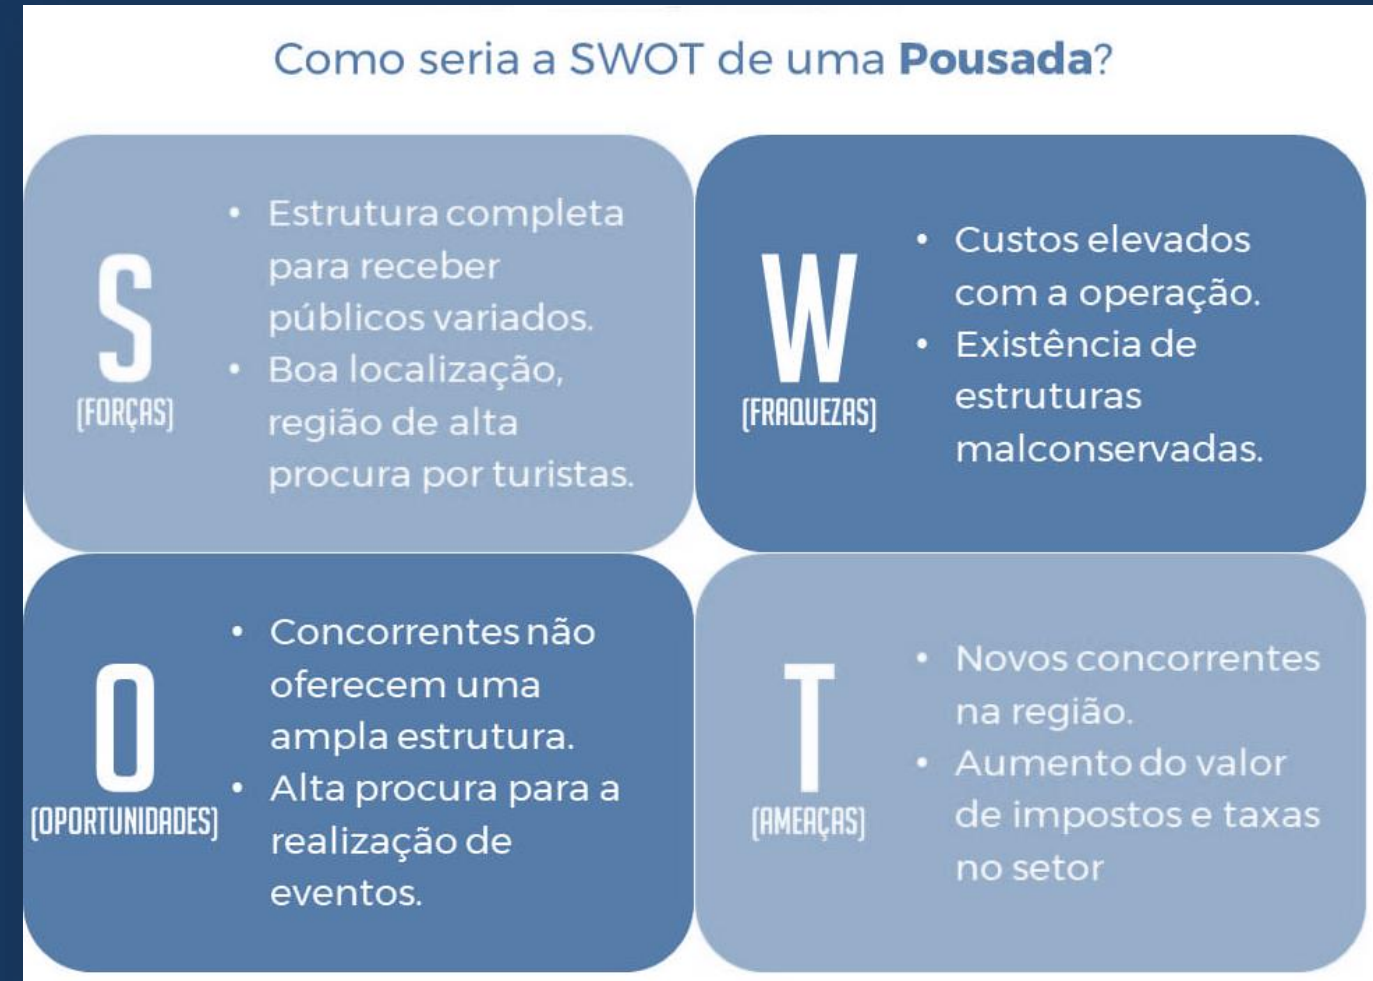 Como seria a SWOT de uma Pousada?
S
(FORÇAS)
• Estrutura completa
para receber
públicos variados.
• Boa localização,
região de alta
procura por turistas.
W
(FRAQUEZAS)
• Custos elevados
com a operação.
• Existência de
estruturas
malconservadas.
O
(OPORTUNIDADES)
• Concorrentes não
oferecem uma
ampla estrutura.
• Alta procura para a
realização de
eventos.
T
(AMEAÇAS)
• Novos concorrentes
na região.
• Aumento do valor
de impostos e taxas
no setor